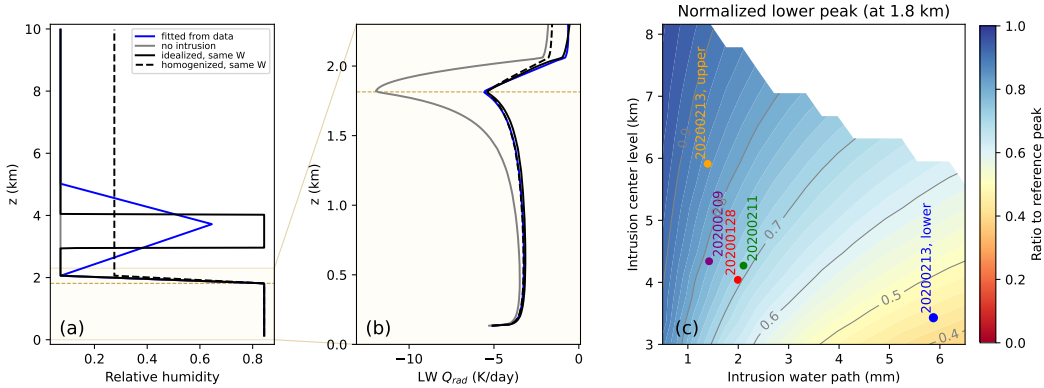 Normalized lower peak (at 1.8 km)
fitted from data
no intrusion
idealized, same W
homogenized, same W
10
8
6
4
2
0
z (km)
0.2
0.4
0.6
0.8
Relative humidity
(a)
2.0
1.5
1.0
0.5
0.0
z (km)
−10
−5
0
LW Qrad (K/day)
(b)
8
7
6
5
4
3
Intrusion center level (km)
1
2
3
4
5
6
Intrusion water path (mm)
(c)
20200213, upper
20200209
20200128
20200211
20200213, lower
0.9
0.7
0.6
0.5
0.4
1.0
0.8
0.6
0.4
0.2
0.0
Ratio to reference peak